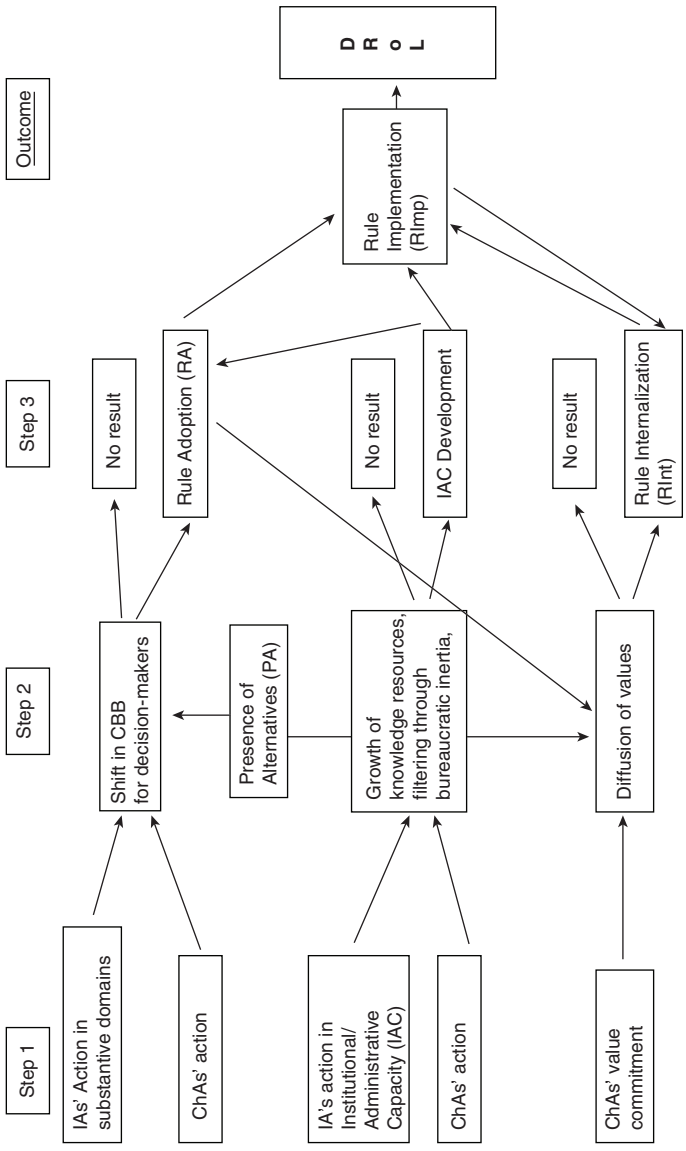 Step 1
Step 2
Step 3
Outcome
IAs' Action in
substantive domains
ChAs' action
Shift in CBB
for decision-makers
No result
Rule Adoption (RA)
Presence of
Alternatives (PA)
IA's action in
Institutional/
Administrative
Capacity (IAC)
ChAs' action
Growth of
knowledge resources,
filtering through
bureaucratic inertia,
No result
IAC Development
Rule
Implementation
(RImp)
D
R
o
L
ChAs' value
commitment
Diffusion of values
No result
Rule Internalization
(RInt)